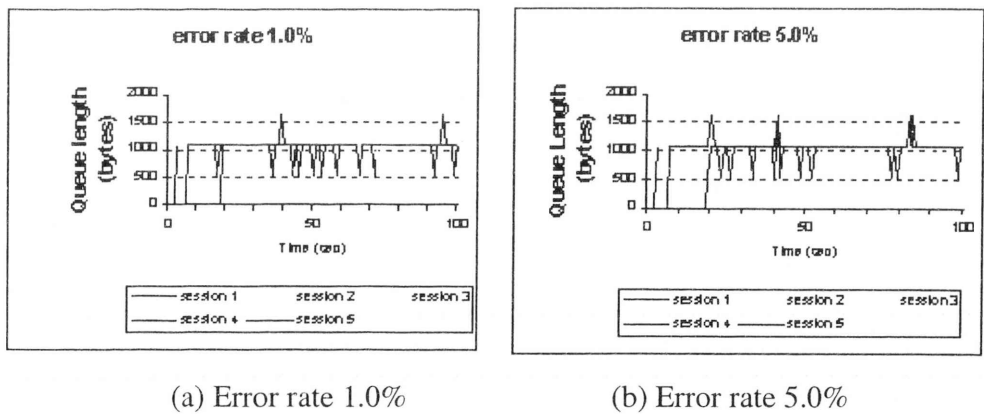 error rate 1.0%
Queue length
(bytes)
2000
1500
1000
500
0
0
50
100
Time (sec)
session 1
session 2
session 3
session 4
session 5
error rate 5.0%
Queue Length
(bytes)
2000
1500
1000
500
0
0
50
100
Time (sec)
session 1
session 2
session 3
session 4
session 5
(a) Error rate 1.0%
(b) Error rate 5.0%